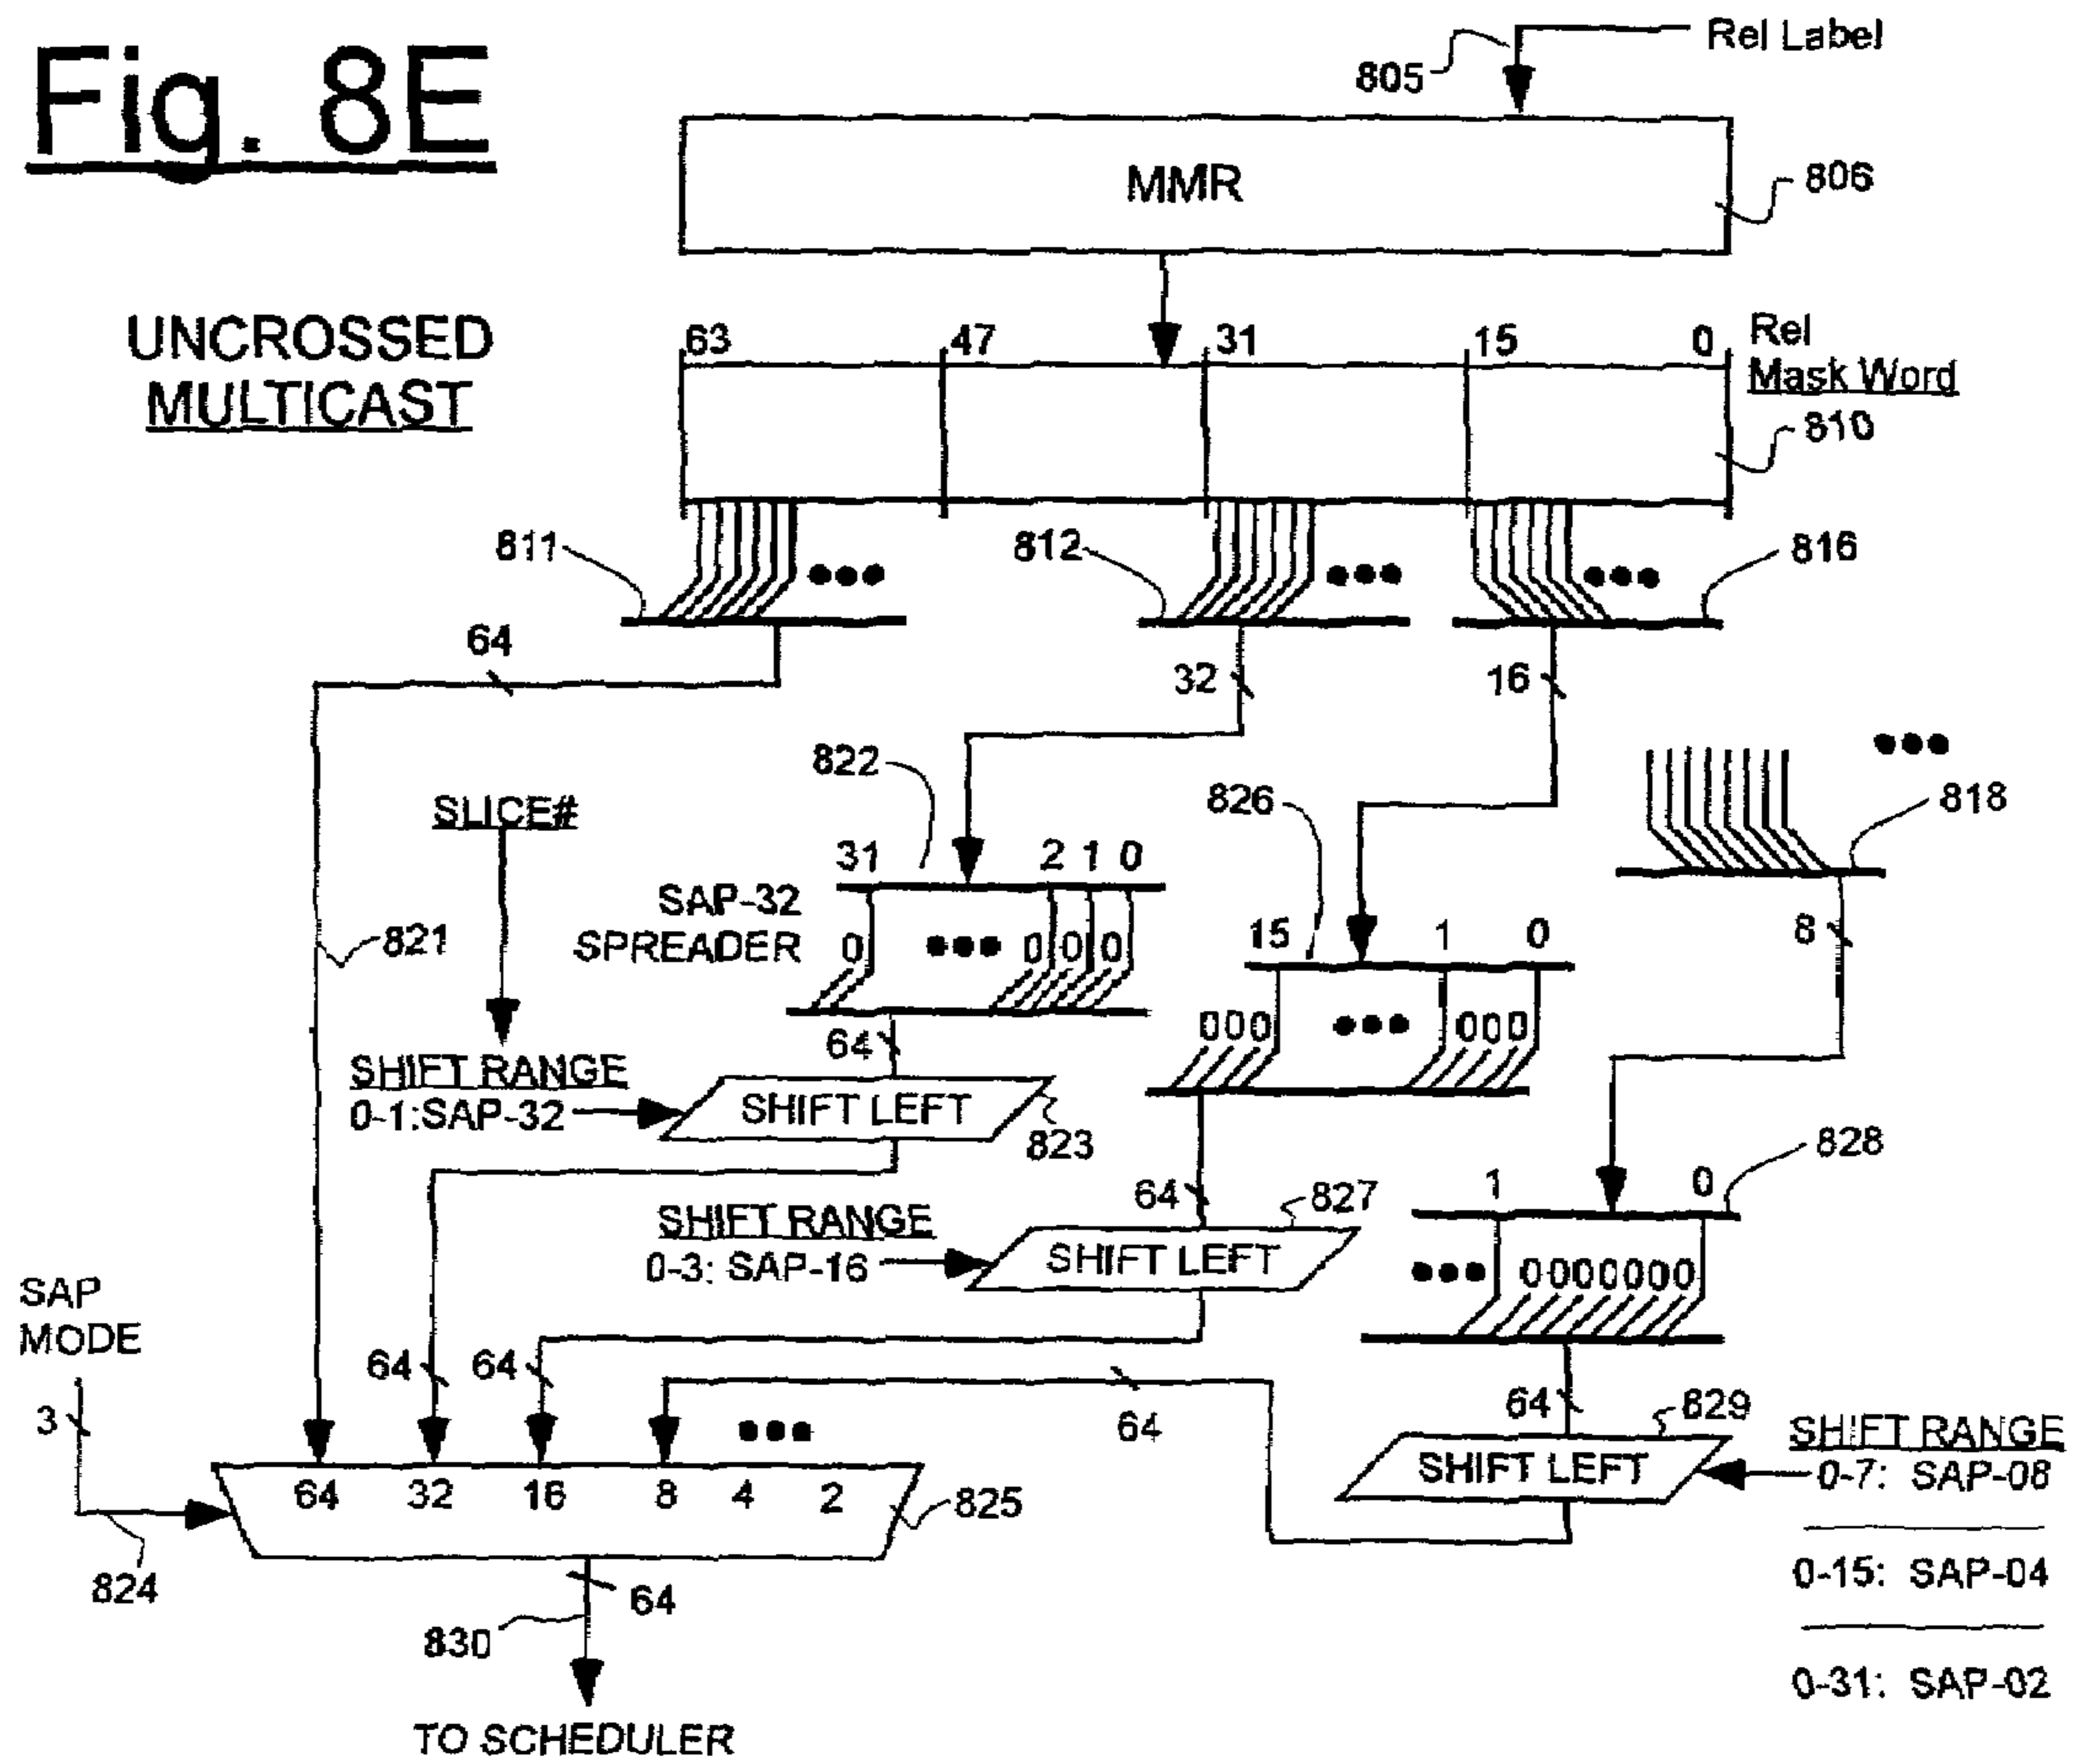 Fig. 8E
Rel Label
805
MMR
806
UNCROSSED
MULTICAST
63 47 31 15 0
Rel
Mask Word
810
811
812
816
64
32
16
822
826
818
SLICE#
31 2 1 0
SAP-32
SPREADER
0 0 0 0
821
8
15 1 0
000 000
64
SHIFT RANGE
0-1:SAP-32
SHIFT LEFT
823
828
1 0
64
827
SHIFT RANGE
0-3: SAP-16
SHIFT LEFT
0000000
SAP
MODE
3
64
64
64
64
829
SHIFT RANGE
0-7: SAP-08
SHIFT LEFT
64 32 16 8 4 2
825
824
0-15: SAP-04
64
830
0-31: SAP-02
TO SCHEDULER